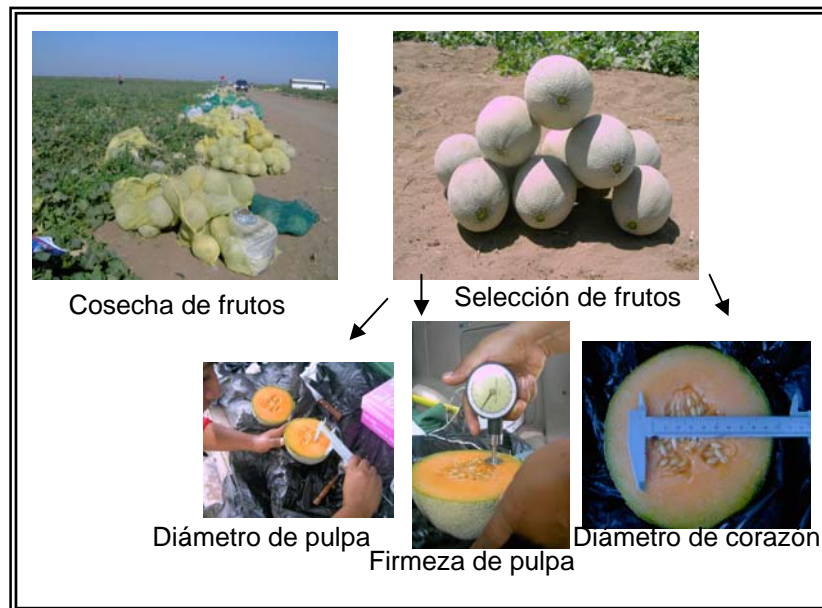 Cosecha de frutos
Selección de frutos
Diámetro de pulpa
Firmeza de pulpa
Diámetro de corazón